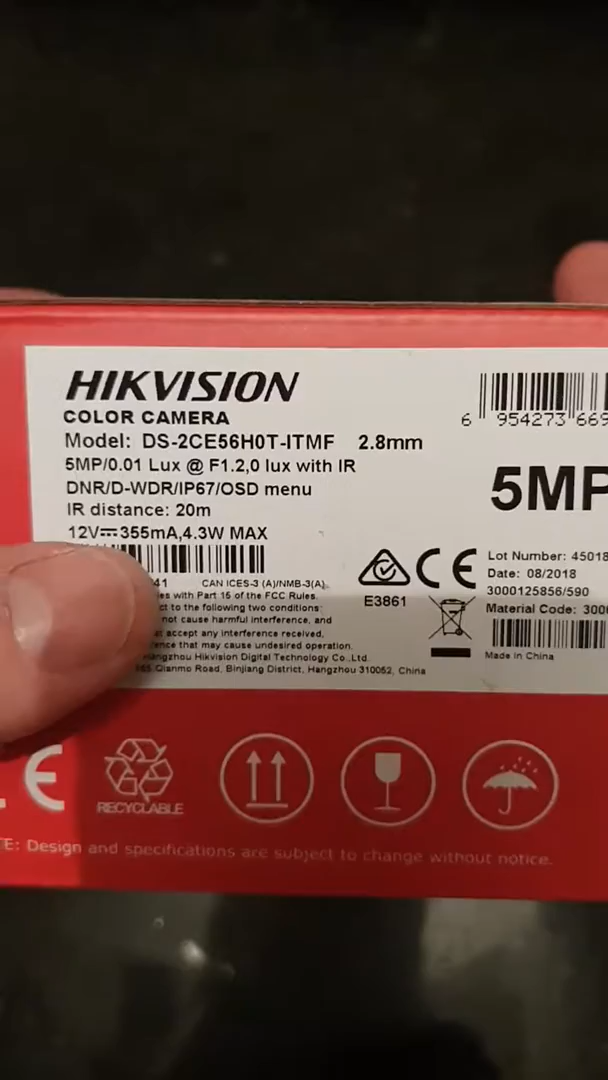 HIKVISION
COLOR CAMERA
Model: DS-2CE56H0T-ITMF 2.8mm
5MP/0.01 Lux @ F1.2,0 lux with IR
DNR/D-WDR/IP67/OSD menu
IR distance: 20m
12V⎓355mA,4.3W MAX
41 CAN ICES-3 (A)/NMB-3(A)
with Part 15 of the FCC Rules.
to the following two conditions:
not cause harmful interference, and
accept any interference received,
that may cause undesired operation.
Hangzhou Hikvision Digital Technology Co.,Ltd.
Qianmo Road, Binjiang District, Hangzhou 310052, China
E3861
CE
6 954273 669
5MP
Lot Number: 45018
Date: 08/2018
3000125856/590
Material Code: 300
Made in China
CE
RECYCLABLE
Design and specifications are subject to change without notice.